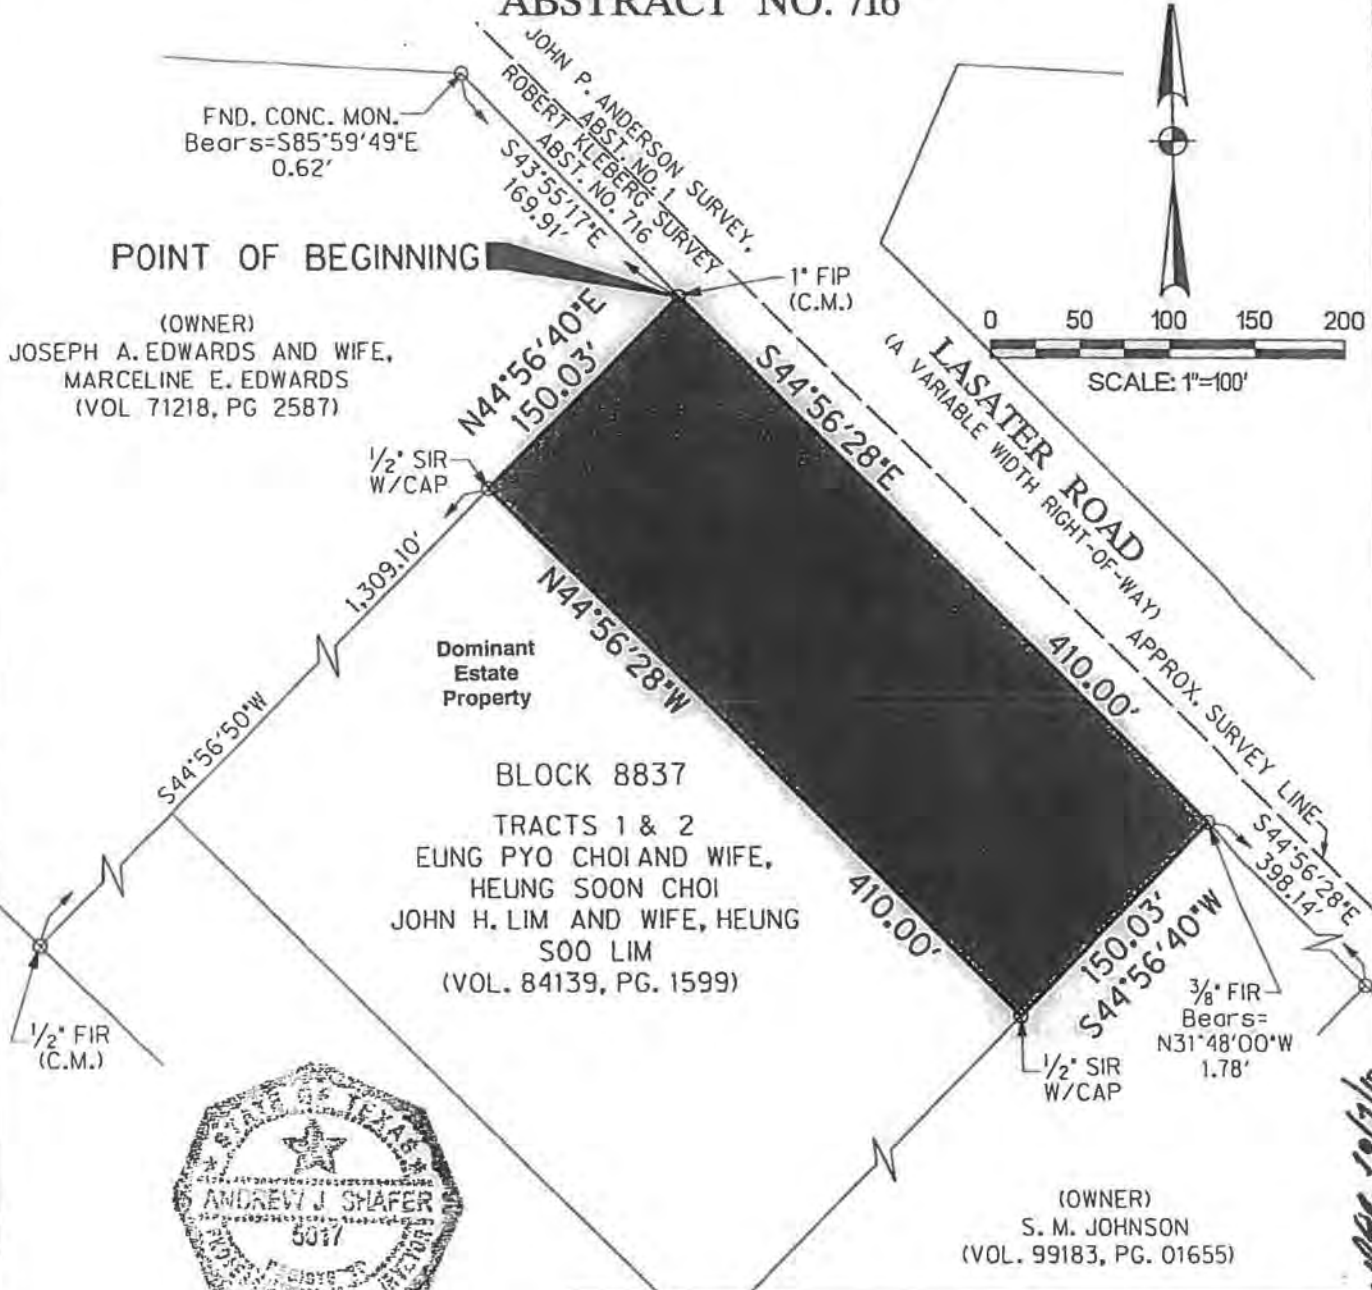 ABSTRACT NO. 716
JOHN P. ANDERSON SURVEY,
ABST. NO. 1
ROBERT KLEBERG SURVEY
ABST. NO. 716
S43°55'17"E
169.91'
FND. CONC. MON.
Bears=S85°59'49"E
0.62'
POINT OF BEGINNING
1" FIP
(C.M.)
(OWNER)
JOSEPH A. EDWARDS AND WIFE,
MARCELINE E. EDWARDS
(VOL 71218, PG 2587)
N44°56'40"E
150.03'
S44°56'28"E
410.00'
0 50 100 150 200
SCALE: 1"=100'
LASATER ROAD
(A VARIABLE WIDTH RIGHT-OF-WAY)
APPROX. SURVEY LINE
1/2" SIR
W/CAP
1,309.10'
S44°56'50"W
Dominant
Estate
Property
N44°56'28"W
410.00'
BLOCK 8837
TRACTS 1 & 2
EUNG PYO CHOI AND WIFE,
HEUNG SOON CHOI
JOHN H. LIM AND WIFE, HEUNG
SOO LIM
(VOL. 84139, PG. 1599)
S44°56'28"E
398.14'
150.03'
S44°56'40"W
3/8" FIR
Bears=
N31°48'00"W
1.78'
1/2" FIR
(C.M.)
1/2" SIR
W/CAP
STATE OF TEXAS
ANDREW J. SHAFER
5017
(OWNER)
S. M. JOHNSON
(VOL. 99183, PG. 01655)